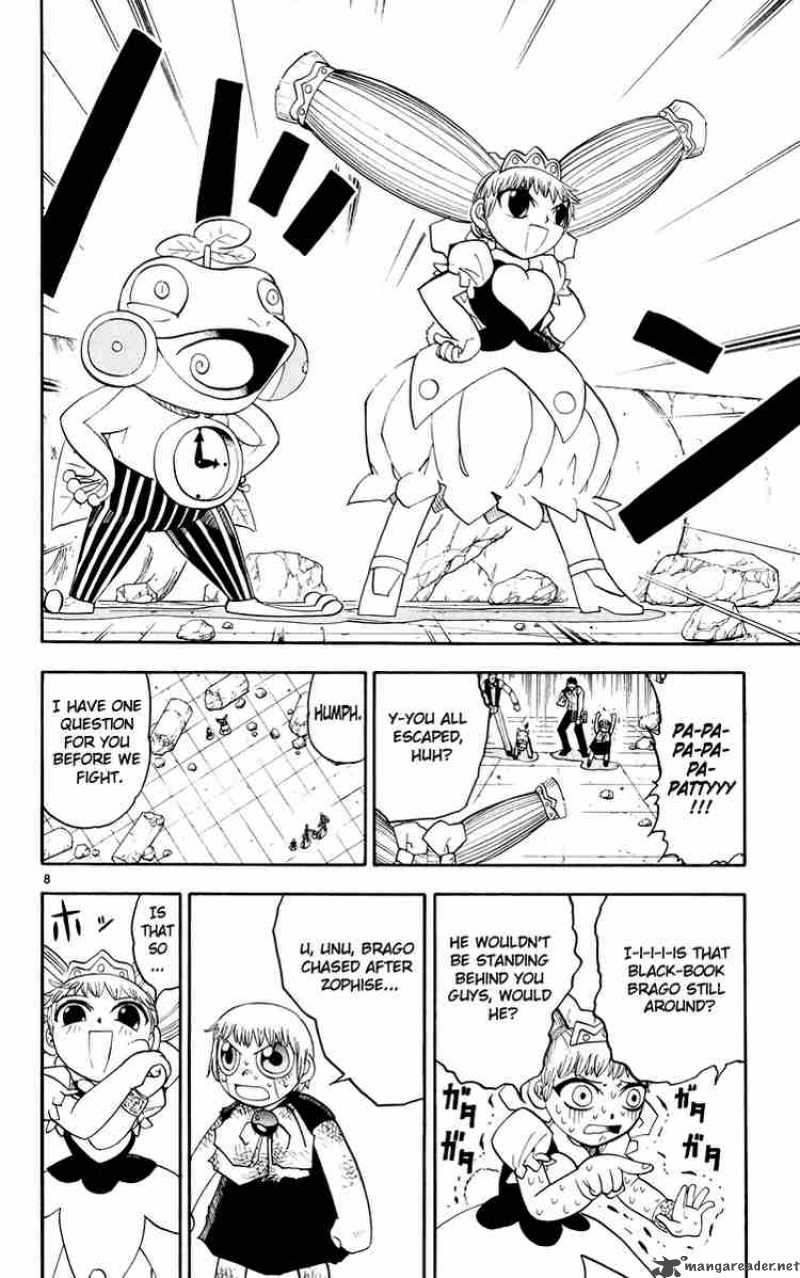 PA-PA-
PA-PA-
PA-
PATTYYY
!!!
Y-YOU ALL
ESCAPED,
HUH?
HUMPH.
I HAVE ONE
QUESTION
FOR YOU
BEFORE WE
FIGHT.
8
I-I-I-I-IS THAT
BLACK-BOOK
BRAGO STILL
AROUND?
HE WOULDN'T
BE STANDING
BEHIND YOU
GUYS, WOULD
HE?
ガタ
ガタ
ガタ
ガタ
U, UNU, BRAGO
CHASED AFTER
ZOPHISE...
IS
THAT
SO
...
ホッ
mangareader.net